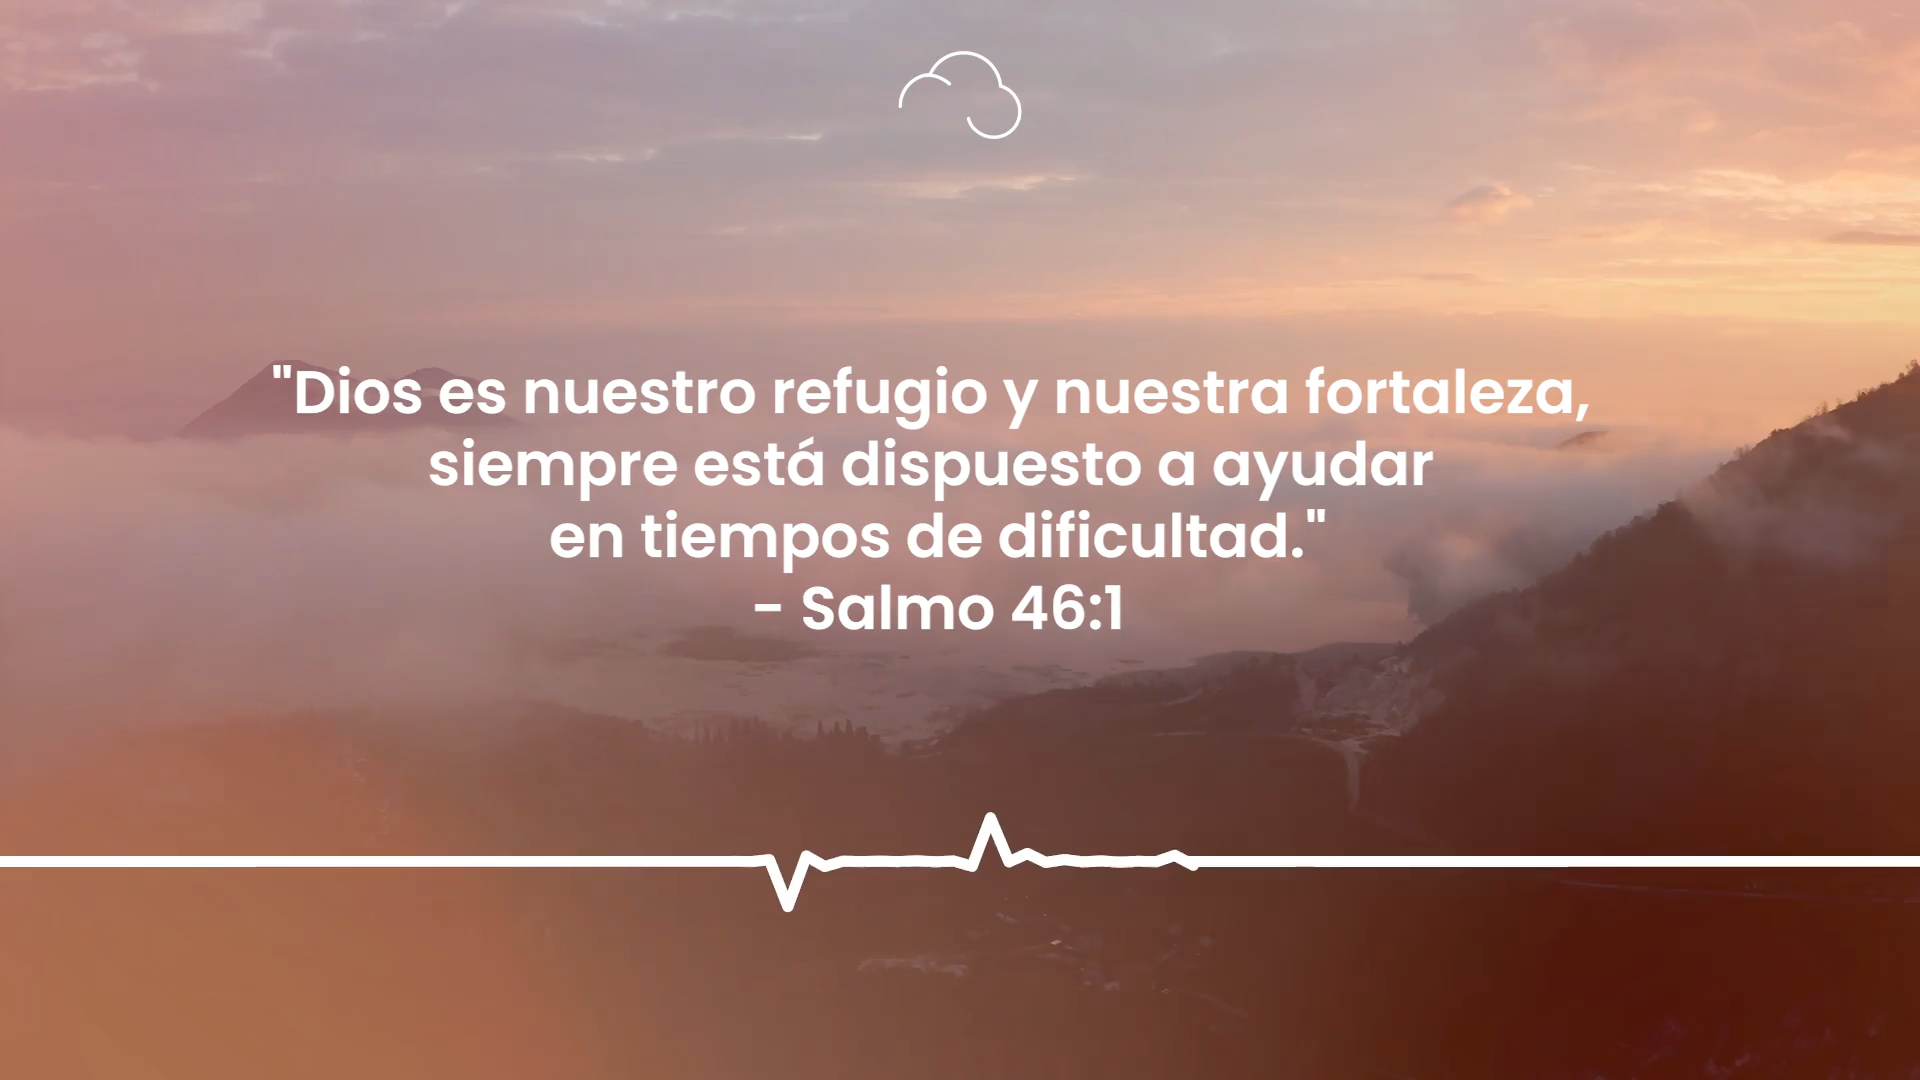 "Dios es nuestro refugio y nuestra fortaleza,
siempre está dispuesto a ayudar
en tiempos de dificultad."
- Salmo 46:1